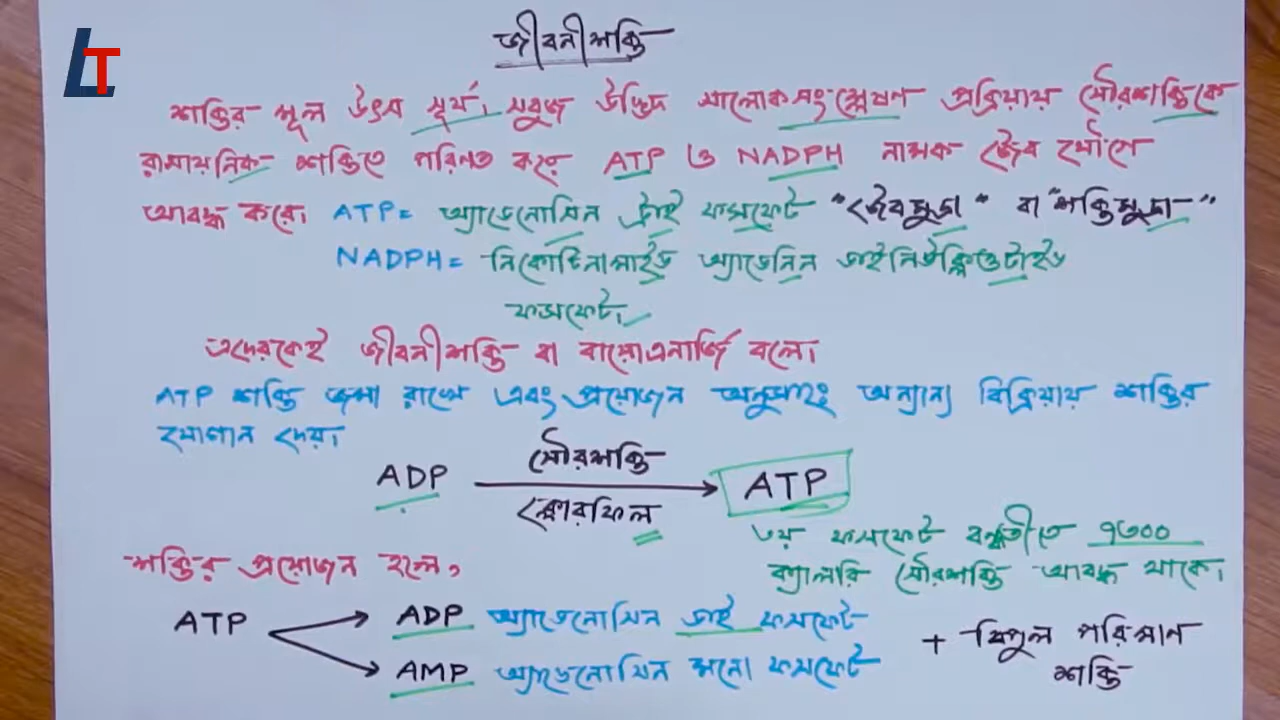 LT
জীবনীশক্তি
শক্তির মূল উৎস সূর্য। সবুজ উদ্ভিদ সালোকসংশ্লেষণ প্রক্রিয়ায় সৌরশক্তিকে
রাসায়নিক শক্তিতে পরিণত করে ATP ও NADPH নামক জৈব যৌগে
আবদ্ধ করে। ATP = অ্যাডেনোসিন ট্রাই ফসফেট "জৈবমুদ্রা" বা "শক্তিমুদ্রা"
NADPH = নিকোটিনামাইড অ্যাডেনিন ডাইনিউক্লিওটাইড
ফসফেট।
এদেরকেই জীবনীশক্তি বা বায়োএনার্জি বলে।
ATP শক্তি জমা রাখে এবং প্রয়োজন অনুসারে অন্যান্য বিক্রিয়ায় শক্তির
যোগান দেয়।
সৌরশক্তি
ADP ATP
ক্লোরফিল
৩য় ফসফেট বন্ধনীতে ৭৩০০
ক্যালরি সৌরশক্তি আবদ্ধ থাকে।
শক্তির প্রয়োজন হলে,
ATP ADP অ্যাডেনোসিন ডাই ফসফেট
+ বিপুল পরিমান
শক্তি
AMP অ্যাডেনোসিন মনো ফসফেট